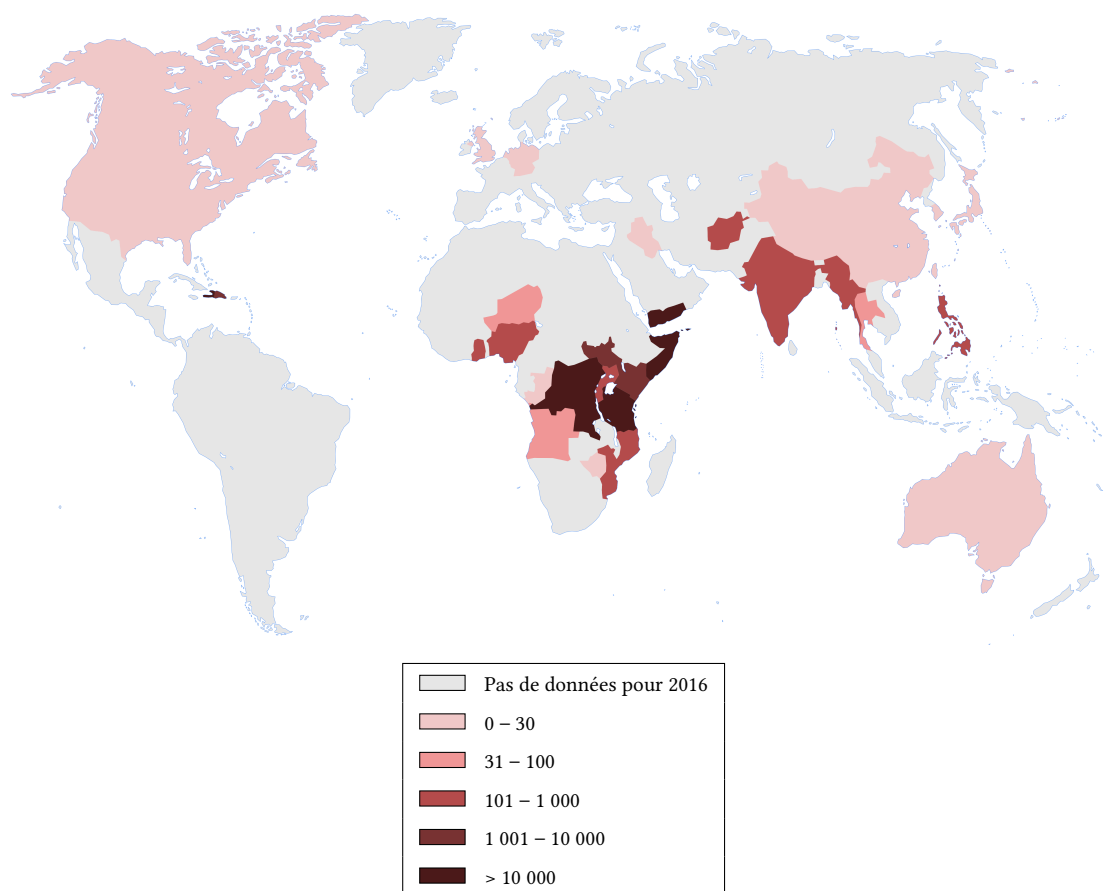 Pas de données pour 2016
0 – 30
31 – 100
101 – 1 000
1 001 – 10 000
> 10 000